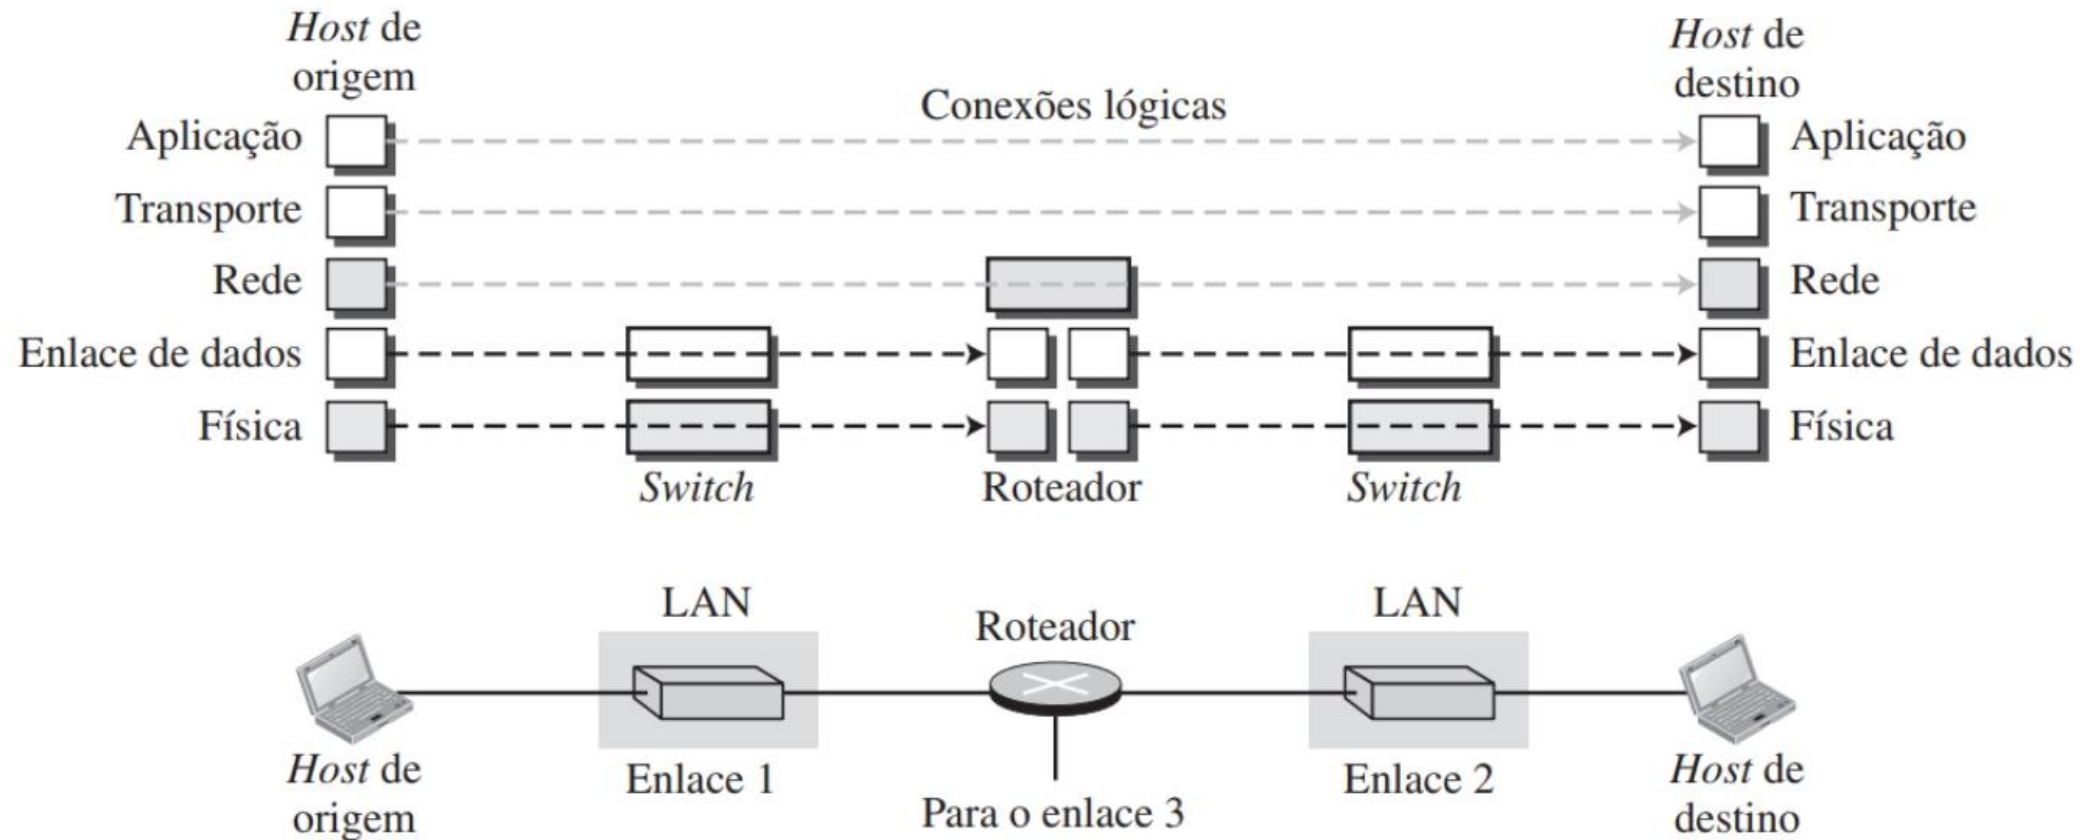 Host de
origem
Host de
destino
Conexões lógicas
Aplicação
Aplicação
Transporte
Transporte
Rede
Rede
Enlace de dados
Enlace de dados
Física
Física
Switch
Roteador
Switch
LAN
Roteador
LAN
Host de
origem
Enlace 1
Para o enlace 3
Enlace 2
Host de
destino